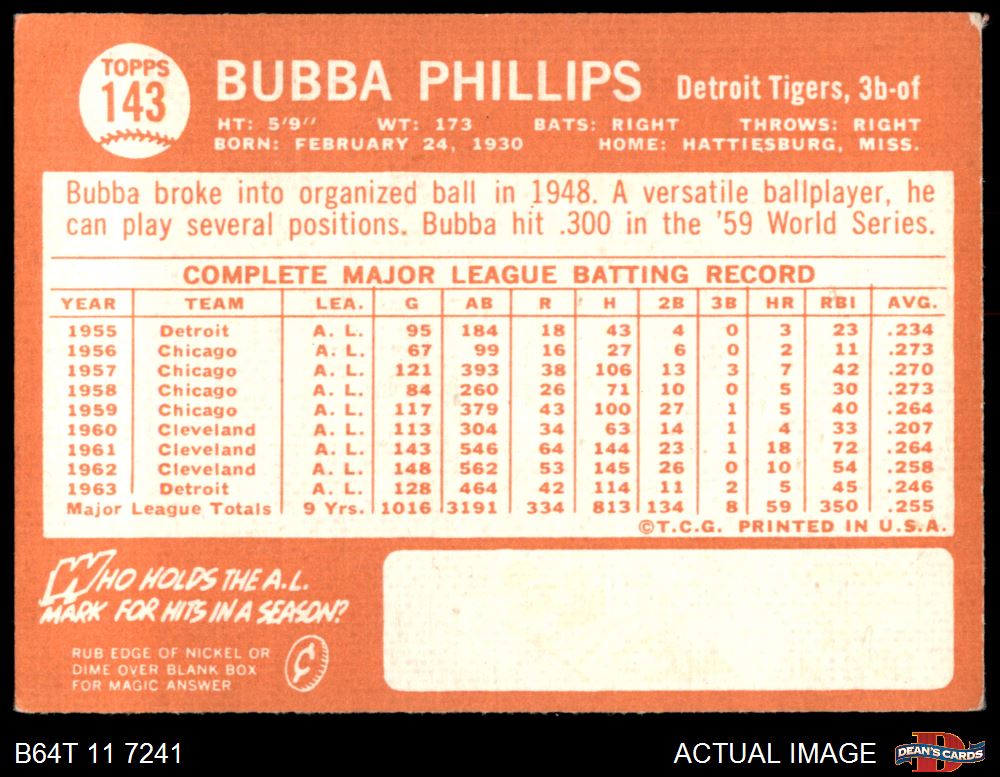 TOPPS
143
BUBBA PHILLIPS Detroit Tigers, 3b-of
HT: 5'9" WT: 173 BATS: RIGHT THROWS: RIGHT
BORN: FEBRUARY 24, 1930 HOME: HATTIESBURG, MISS.
Bubba broke into organized ball in 1948. A versatile ballplayer, he
can play several positions. Bubba hit .300 in the '59 World Series.
COMPLETE MAJOR LEAGUE BATTING RECORD
YEAR TEAM LEA. G AB R H 2B 3B HR RBI AVG.
1955 Detroit A. L. 95 184 18 43 4 0 3 23 .234
1956 Chicago A. L. 67 99 16 27 6 0 2 11 .273
1957 Chicago A. L. 121 393 38 106 13 3 7 42 .270
1958 Chicago A. L. 84 260 26 71 10 0 5 30 .273
1959 Chicago A. L. 117 379 43 100 27 1 5 40 .264
1960 Cleveland A. L. 113 304 34 63 14 1 4 33 .207
1961 Cleveland A. L. 143 546 64 144 23 1 18 72 .264
1962 Cleveland A. L. 148 562 53 145 26 0 10 54 .258
1963 Detroit A. L. 128 464 42 114 11 2 5 45 .246
Major League Totals 9 Yrs. 1016 3191 334 813 134 8 59 350 .255
©T.C.G. PRINTED IN U.S.A.
WHO HOLDS THE A.L.
MARK FOR HITS IN A SEASON?
RUB EDGE OF NICKEL OR
DIME OVER BLANK BOX
FOR MAGIC ANSWER
¢
B64T 11 7241 ACTUAL IMAGE D DEAN'S CARDS